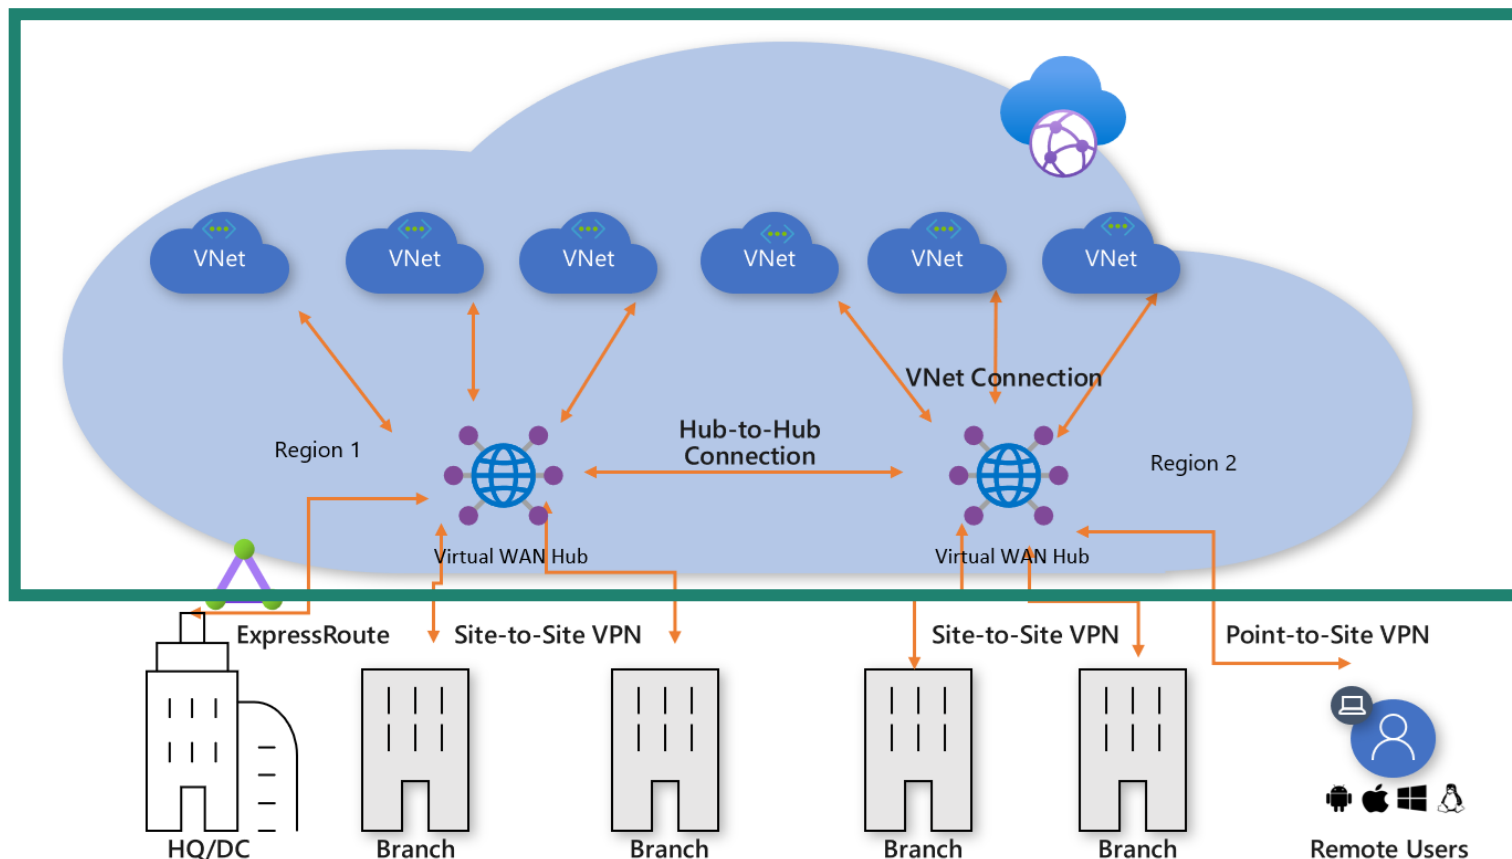 VNet
VNet
VNet
VNet
VNet
VNet
VNet Connection
Hub-to-Hub
Connection
Region 1
Region 2
Virtual WAN Hub
Virtual WAN Hub
ExpressRoute
Site-to-Site VPN
Site-to-Site VPN
Point-to-Site VPN
HQ/DC
Branch
Branch
Branch
Branch
Remote Users